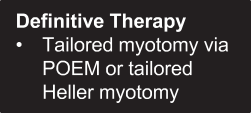 Definitive Therapy
• Tailored myotomy via
POEM or tailored
Heller myotomy